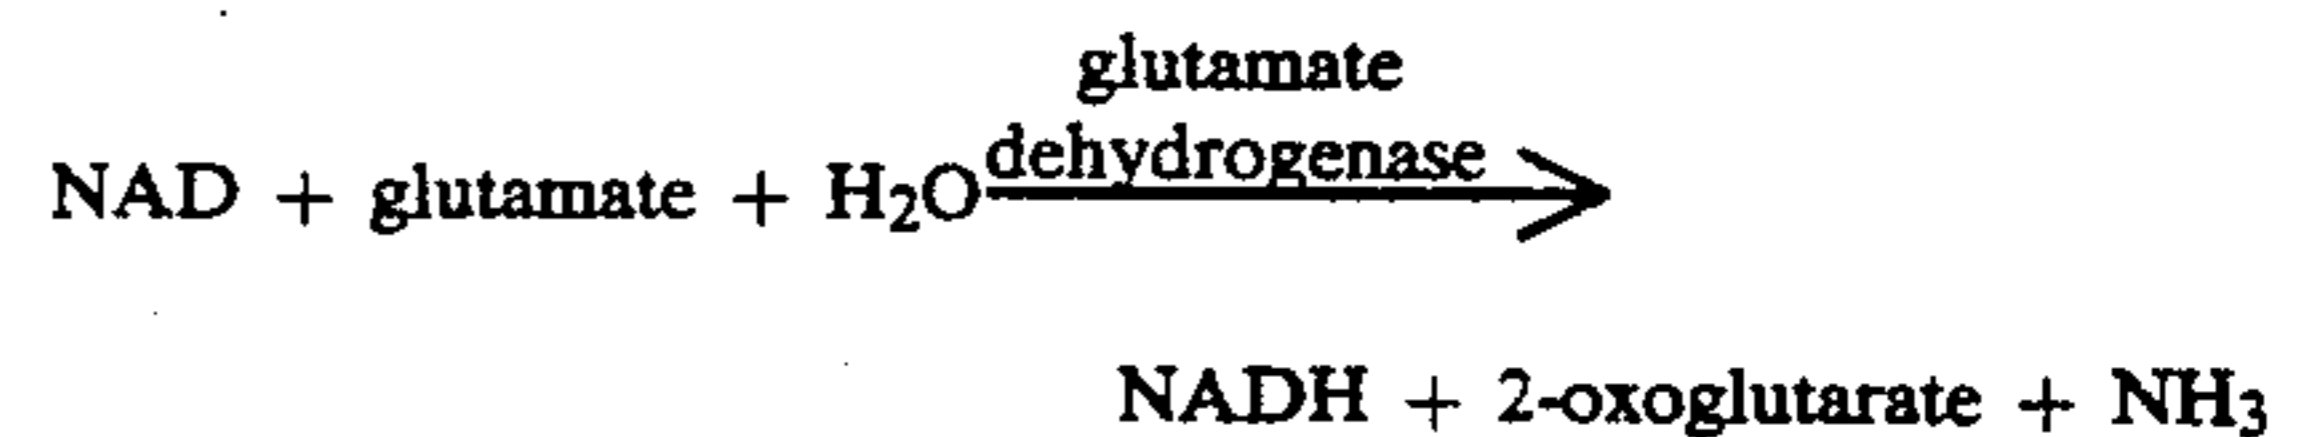 glutamate
dehydrogenase
NAD + glutamate + H₂O
NADH + 2-oxoglutarate + NH₃